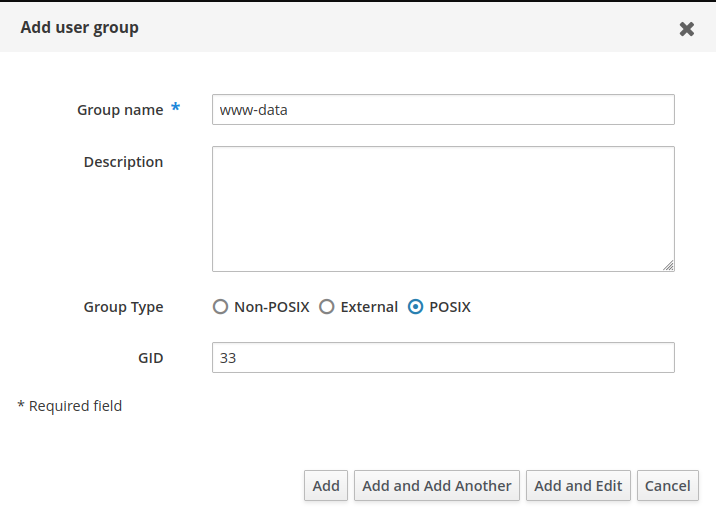 Add user group
Group name *
www-data
Description
Group Type Non-POSIX External POSIX
GID 33
* Required field
Add Add and Add Another Add and Edit Cancel